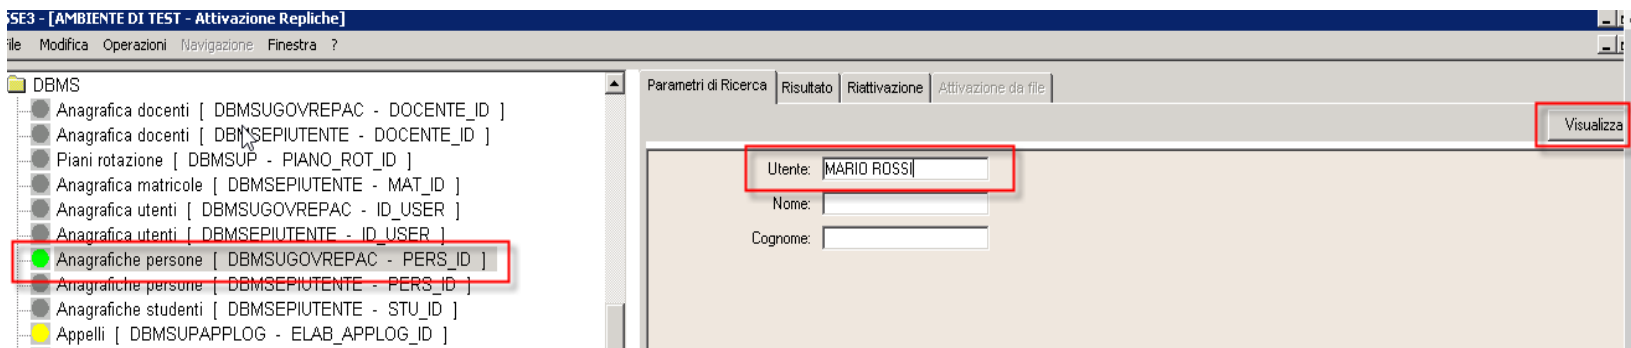 SSE3 - [AMBIENTE DI TEST - Attivazione Repliche]
File Modifica Operazioni Navigazione Finestra ?
DBMS
Anagrafica docenti [ DBMSUGOVREPAC - DOCENTE_ID ]
Anagrafica docenti [ DBMSEPIUTENTE - DOCENTE_ID ]
Piani rotazione [ DBMSUP - PIANO_ROT_ID ]
Anagrafica matricole [ DBMSEPIUTENTE - MAT_ID ]
Anagrafica utenti [ DBMSUGOVREPAC - ID_USER ]
Anagrafica utenti [ DBMSEPIUTENTE - ID_USER ]
Anagrafiche persone [ DBMSUGOVREPAC - PERS_ID ]
Anagrafiche persone [ DBMSEPIUTENTE - PERS_ID ]
Anagrafiche studenti [ DBMSEPIUTENTE - STU_ID ]
Appelli [ DBMSUPAPPLOG - ELAB_APPLOG_ID ]
Parametri di Ricerca Risultato Riattivazione Attivazione da file
Visualizza
Utente: MARIO ROSSI
Nome:
Cognome: